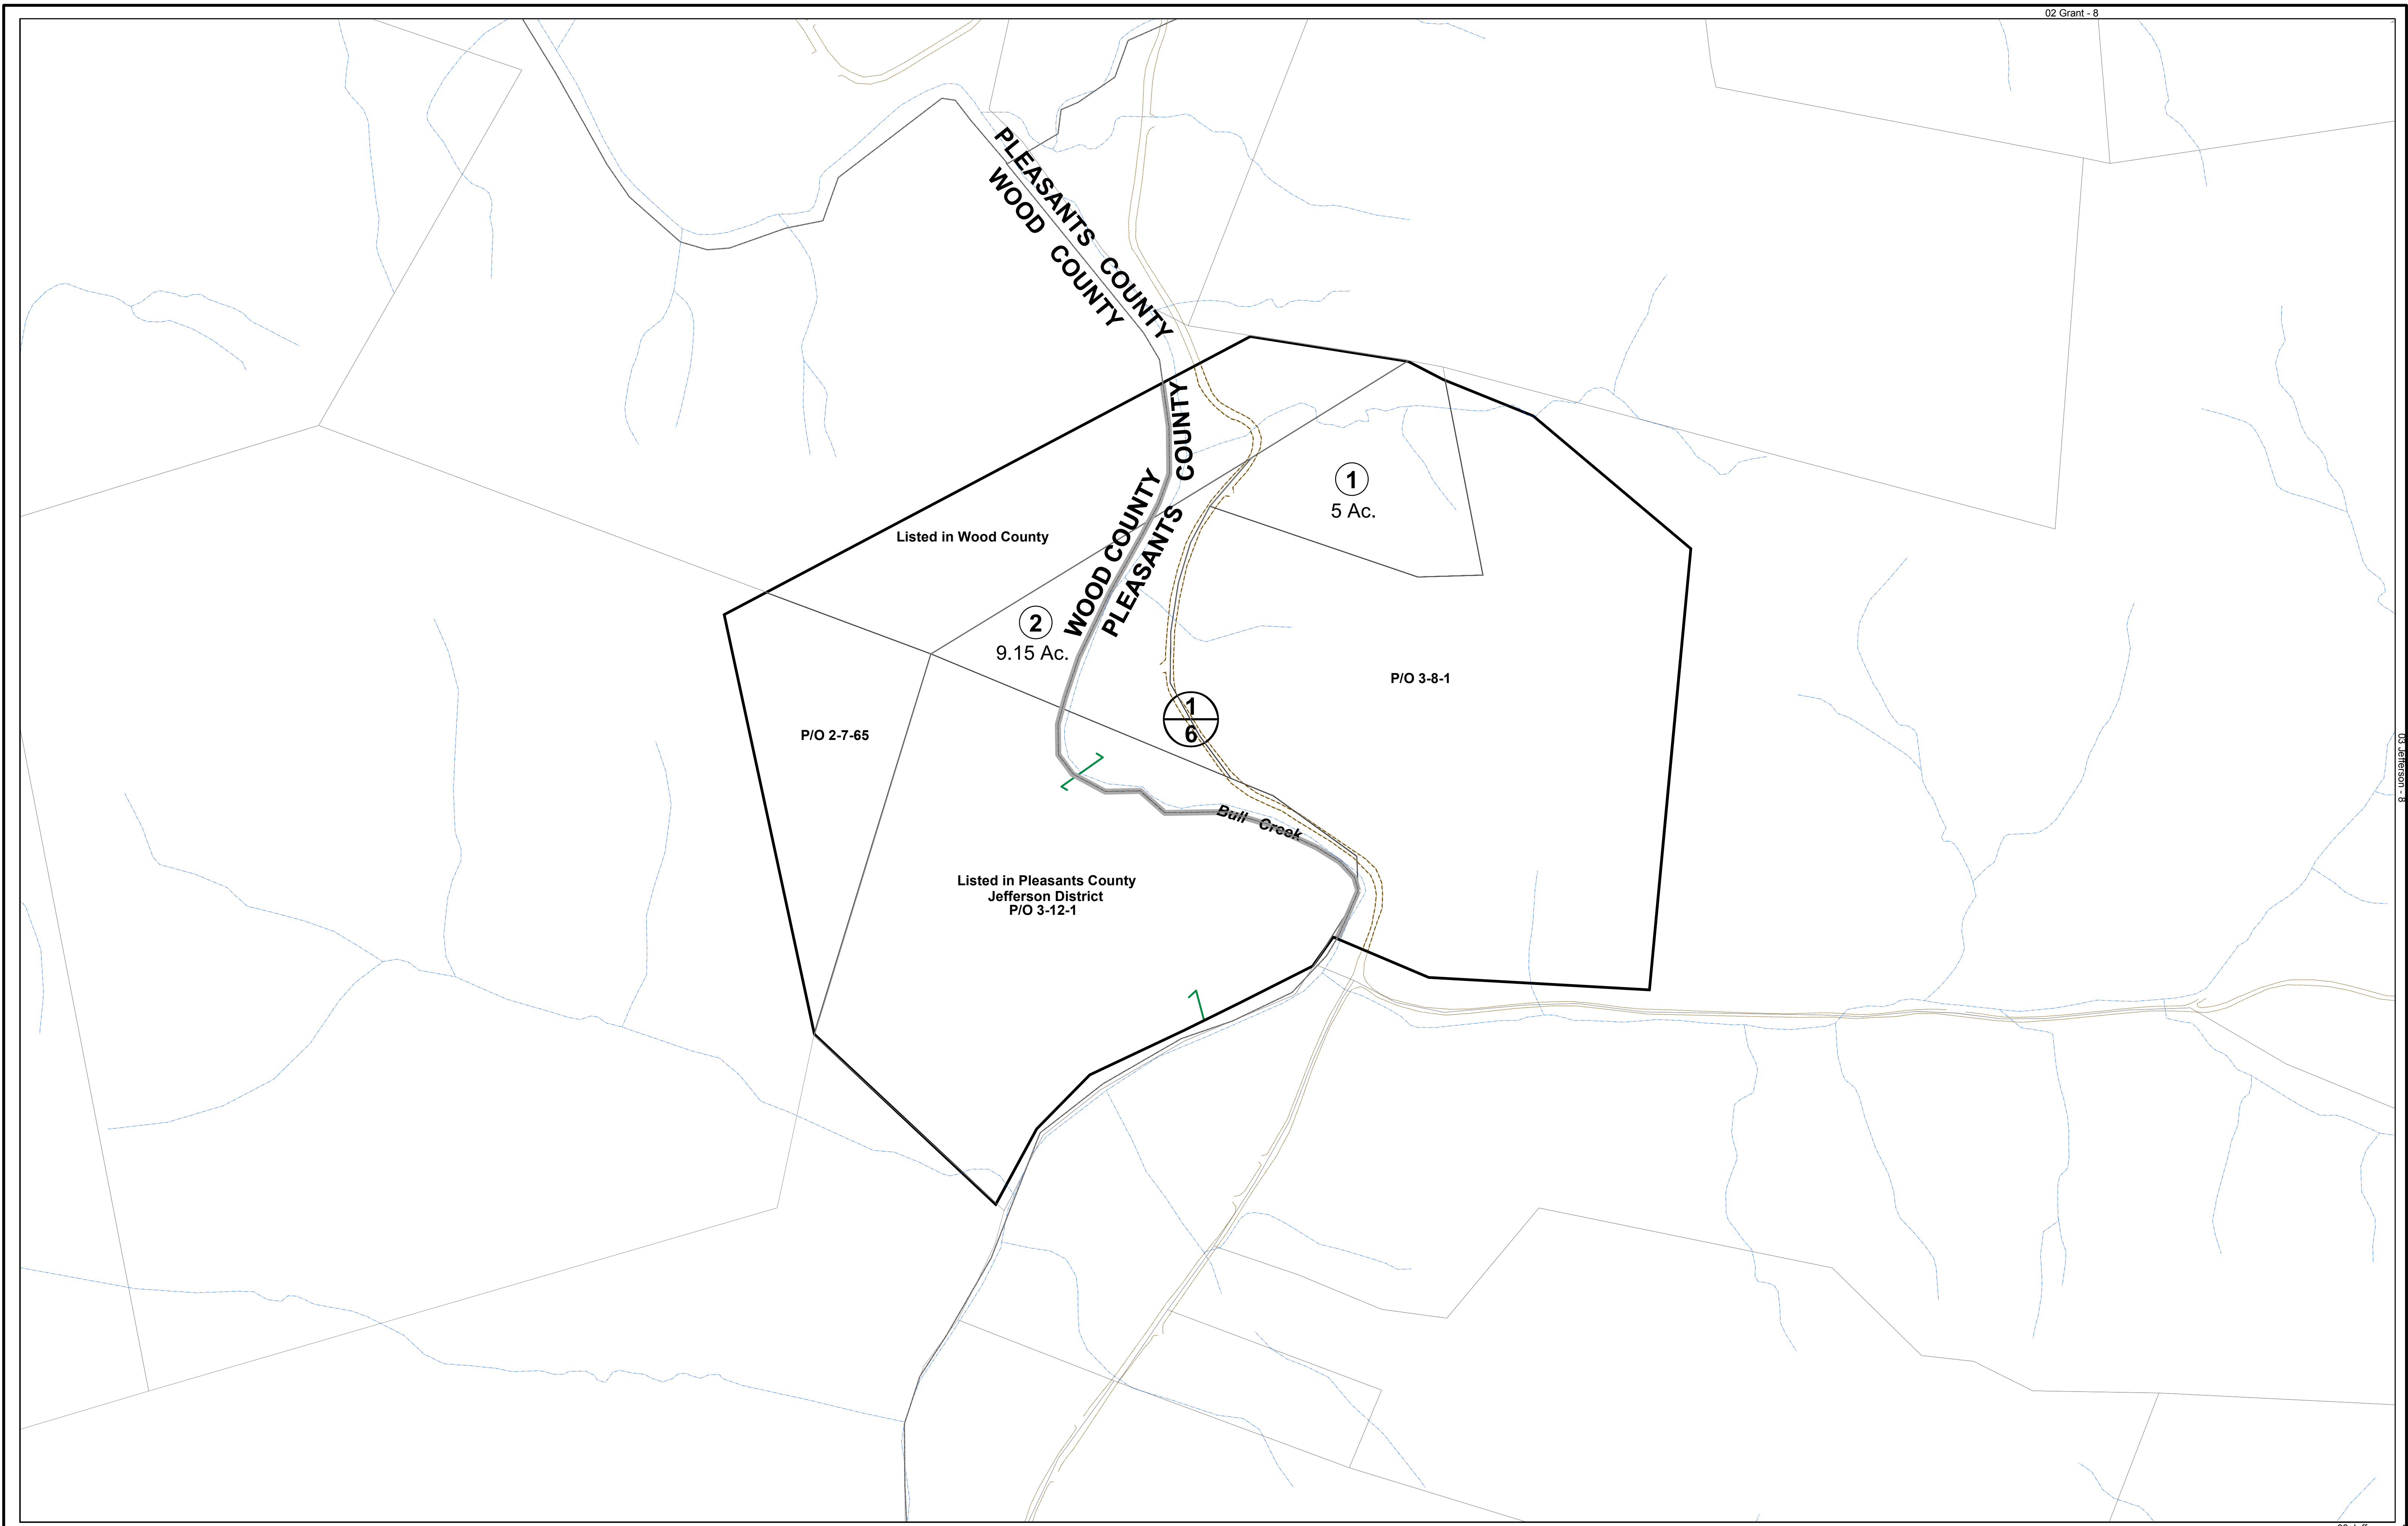 02 Grant - 8
PLEASANTS COUNTY
WOOD COUNTY
WOOD COUNTY
PLEASANTS COUNTY
1
5 Ac.
Listed in Wood County
2
9.15 Ac.
P/O 3-8-1
1
6
P/O 2-7-65
03 Jefferson - 8
Bull Creek
Listed in Pleasants County
Jefferson District
P/O 3-12-1